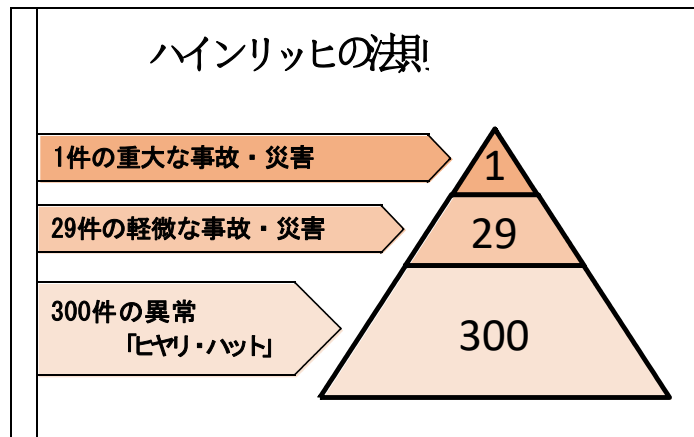 ハインリッヒの法則
1件の重大な事故・災害
1
29件の軽微な事故・災害
29
300件の異常
「ヒヤリ・ハット」
300